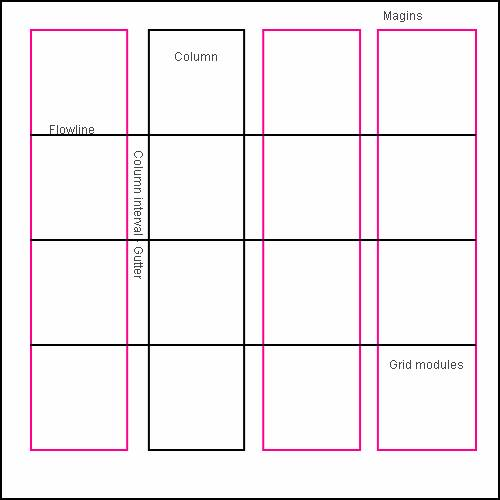 Magins
Column
Flowline
Column interval - Gutter
Grid modules